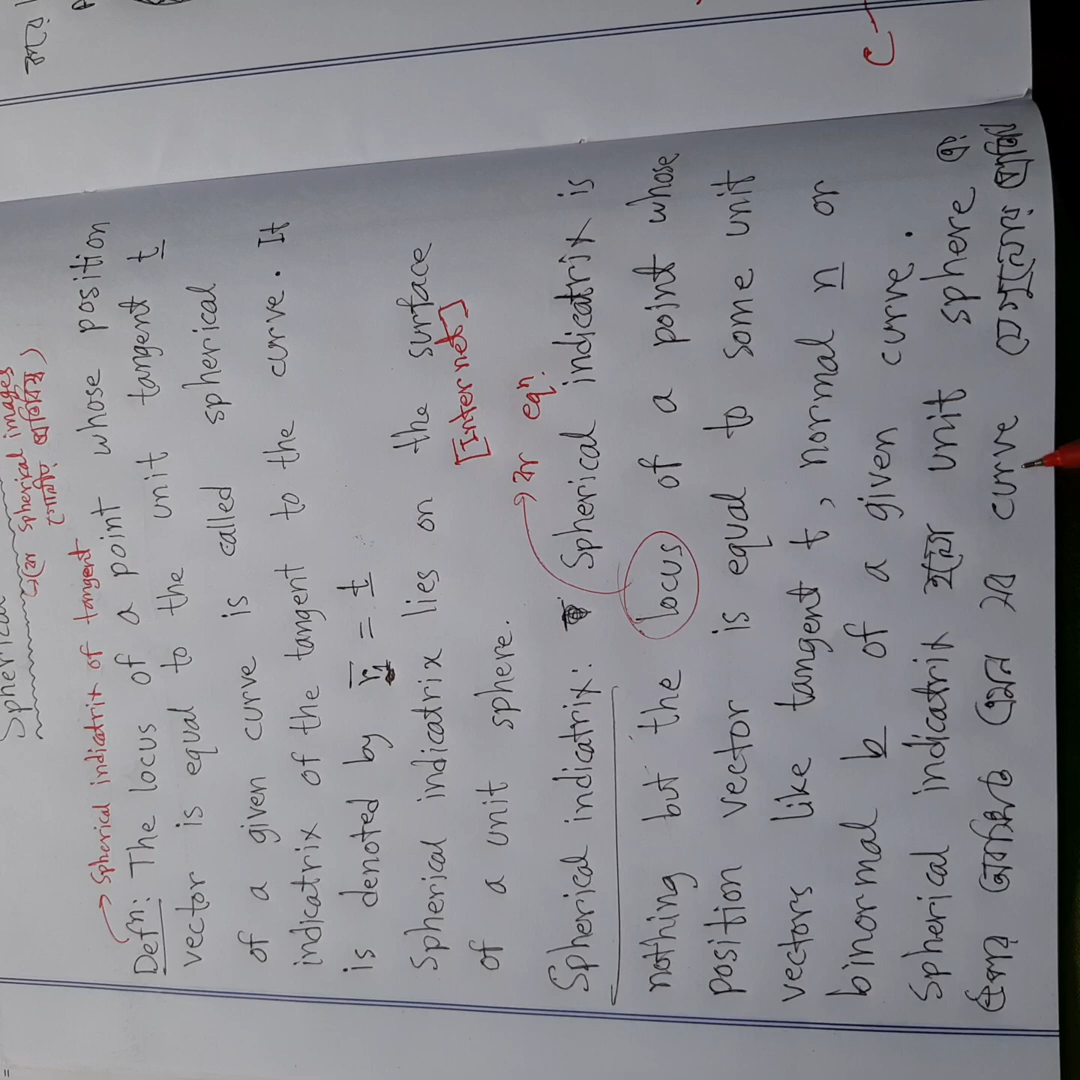 Spherical
→(বা spherical images
→ Spherical indicatrix of tangent
Defn: The locus of a point whose position
vector is equal to the unit tangent t
of a given curve is called spherical
indicatrix of the tangent to the curve. It
is denoted by r₁ = t
Spherical indicatrix lies on the surface
of a unit sphere. [Internet]
→ এর eqⁿ.
Spherical indicatrix: Spherical indicatrix is
nothing but the locus of a point whose
position vector is equal to some unit
vectors like tangent t, normal n or
binormal b of a given curve.
Spherical indicatrix হলো unit sphere এ
সব curve
C→